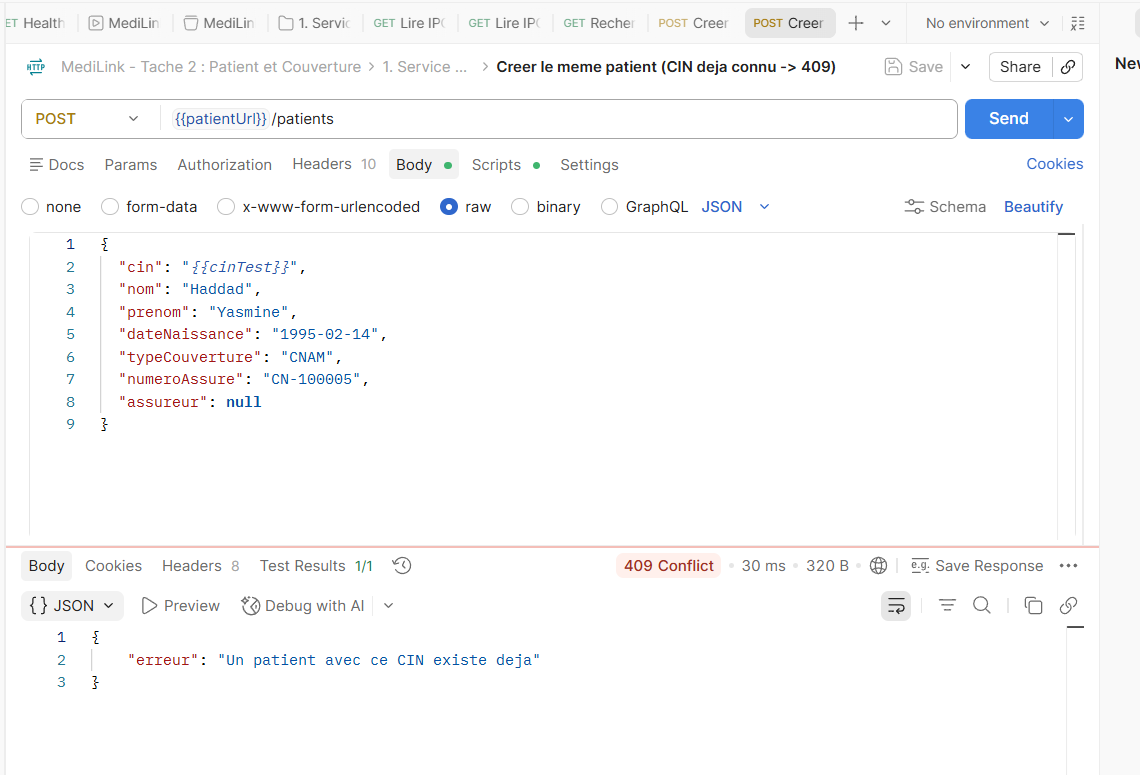 ET Health MediLin MediLin 1. Servic GET Lire IPC GET Lire IPC GET Recher POST Creer POST Creer No environment
HTTP MediLink - Tache 2 : Patient et Couverture > 1. Service ... > Creer le meme patient (CIN deja connu -> 409) Save Share New
POST {{patientUrl}} /patients Send
Docs Params Authorization Headers 10 Body Scripts Settings Cookies
none form-data x-www-form-urlencoded raw binary GraphQL JSON Schema Beautify
1 {
2 "cin": "{{cinTest}}",
3 "nom": "Haddad",
4 "prenom": "Yasmine",
5 "dateNaissance": "1995-02-14",
6 "typeCouverture": "CNAM",
7 "numeroAssure": "CN-100005",
8 "assureur": null
9 }
Body Cookies Headers 8 Test Results 1/1 409 Conflict • 30 ms • 320 B • e.g. Save Response
{} JSON Preview Debug with AI
1 {
2 "erreur": "Un patient avec ce CIN existe deja"
3 }